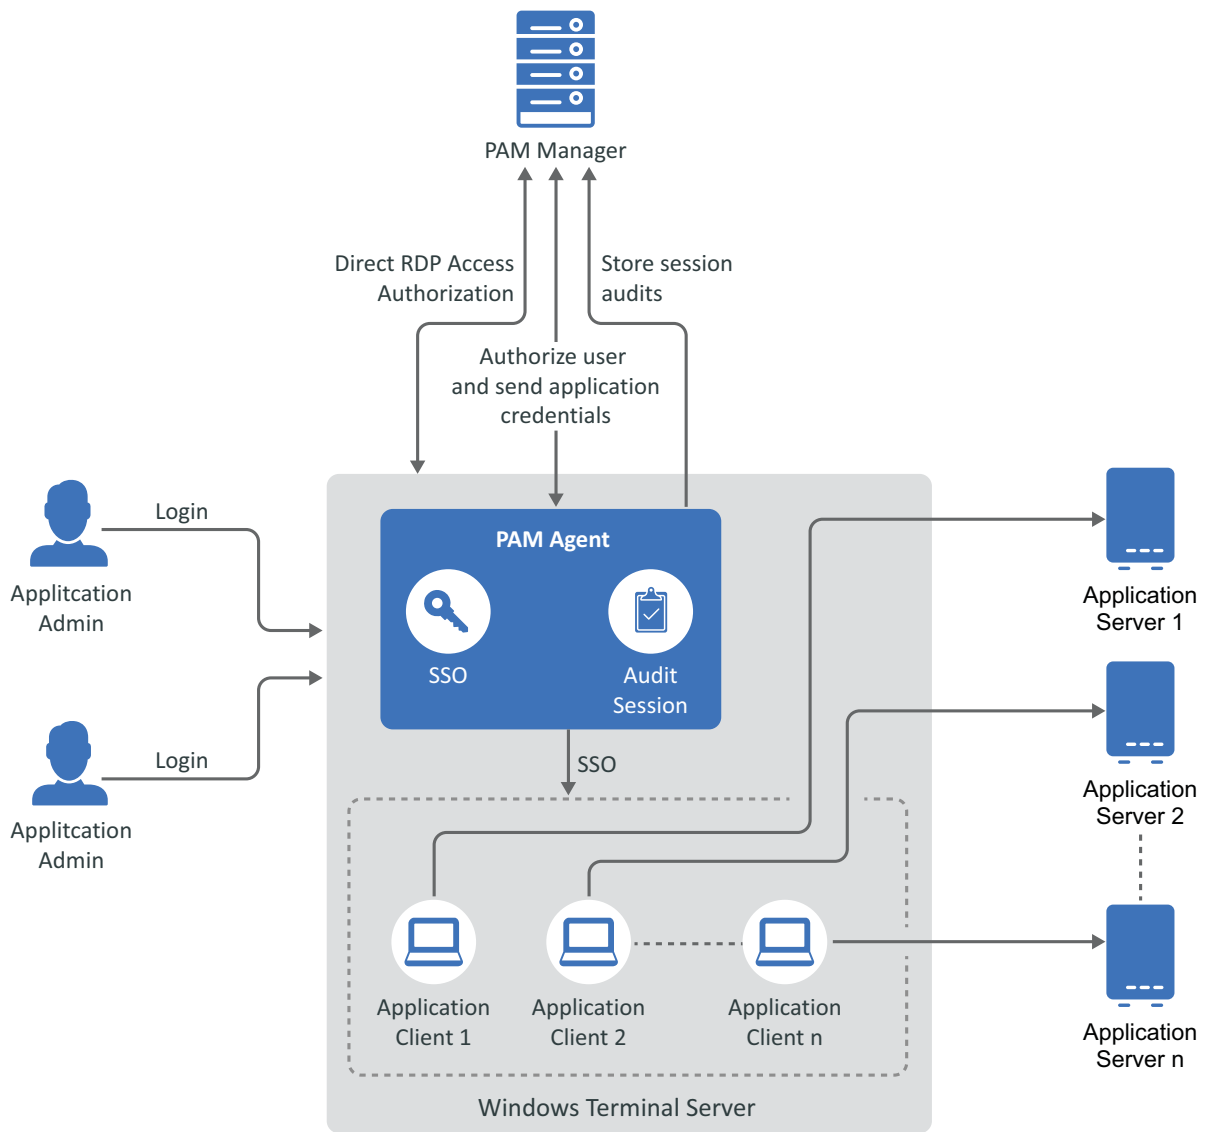 PAM Manager
Direct RDP Access
Authorization
Store session
audits
Authorize user
and send application
credentials
Login
Applitcation
Admin
Login
Applitcation
Admin
PAM Agent
SSO
Audit
Session
SSO
Application
Client 1
Application
Client 2
Application
Client n
Windows Terminal Server
Application
Server 1
Application
Server 2
Application
Server n